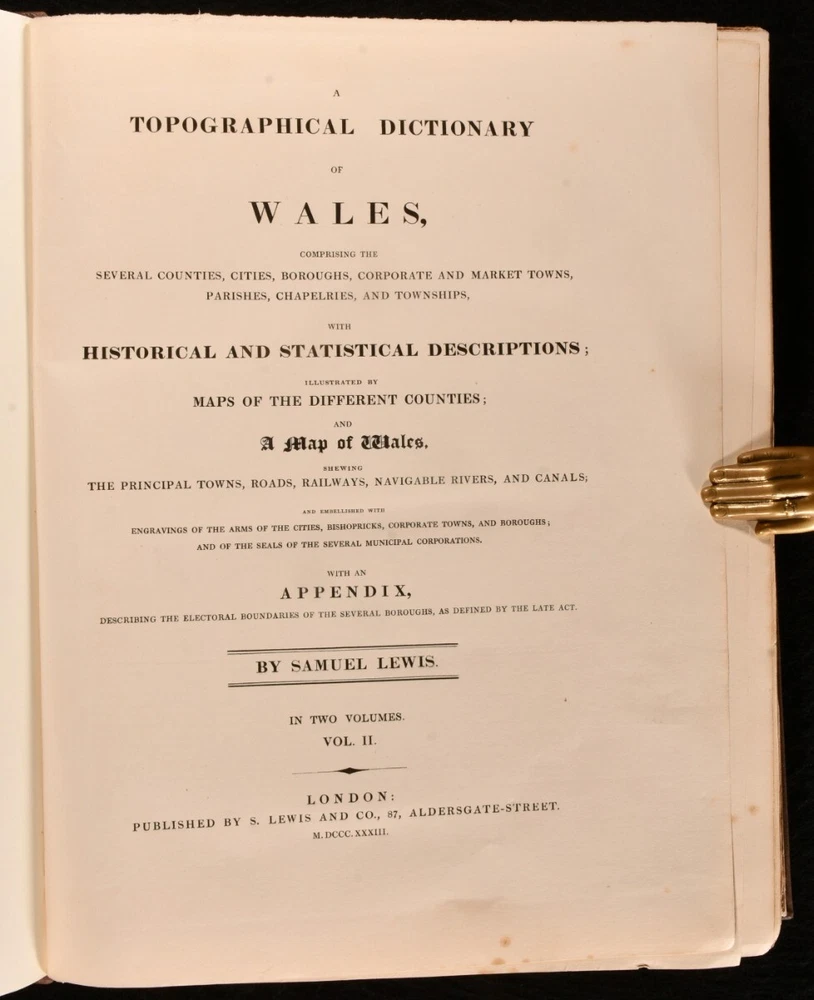 A
TOPOGRAPHICAL DICTIONARY
OF
WALES,
COMPRISING THE
SEVERAL COUNTIES, CITIES, BOROUGHS, CORPORATE AND MARKET TOWNS,
PARISHES, CHAPELRIES, AND TOWNSHIPS,
WITH
HISTORICAL AND STATISTICAL DESCRIPTIONS;
ILLUSTRATED BY
MAPS OF THE DIFFERENT COUNTIES;
AND
A Map of Wales,
SHEWING
THE PRINCIPAL TOWNS, ROADS, RAILWAYS, NAVIGABLE RIVERS, AND CANALS;
AND EMBELLISHED WITH
ENGRAVINGS OF THE ARMS OF THE CITIES, BISHOPRICKS, CORPORATE TOWNS, AND BOROUGHS;
AND OF THE SEALS OF THE SEVERAL MUNICIPAL CORPORATIONS.
WITH AN
APPENDIX,
DESCRIBING THE ELECTORAL BOUNDARIES OF THE SEVERAL BOROUGHS, AS DEFINED BY THE LATE ACT.
BY SAMUEL LEWIS.
IN TWO VOLUMES.
VOL. II.
LONDON:
PUBLISHED BY S. LEWIS AND CO., 87, ALDERSGATE-STREET.
M.DCCC.XXXIII.